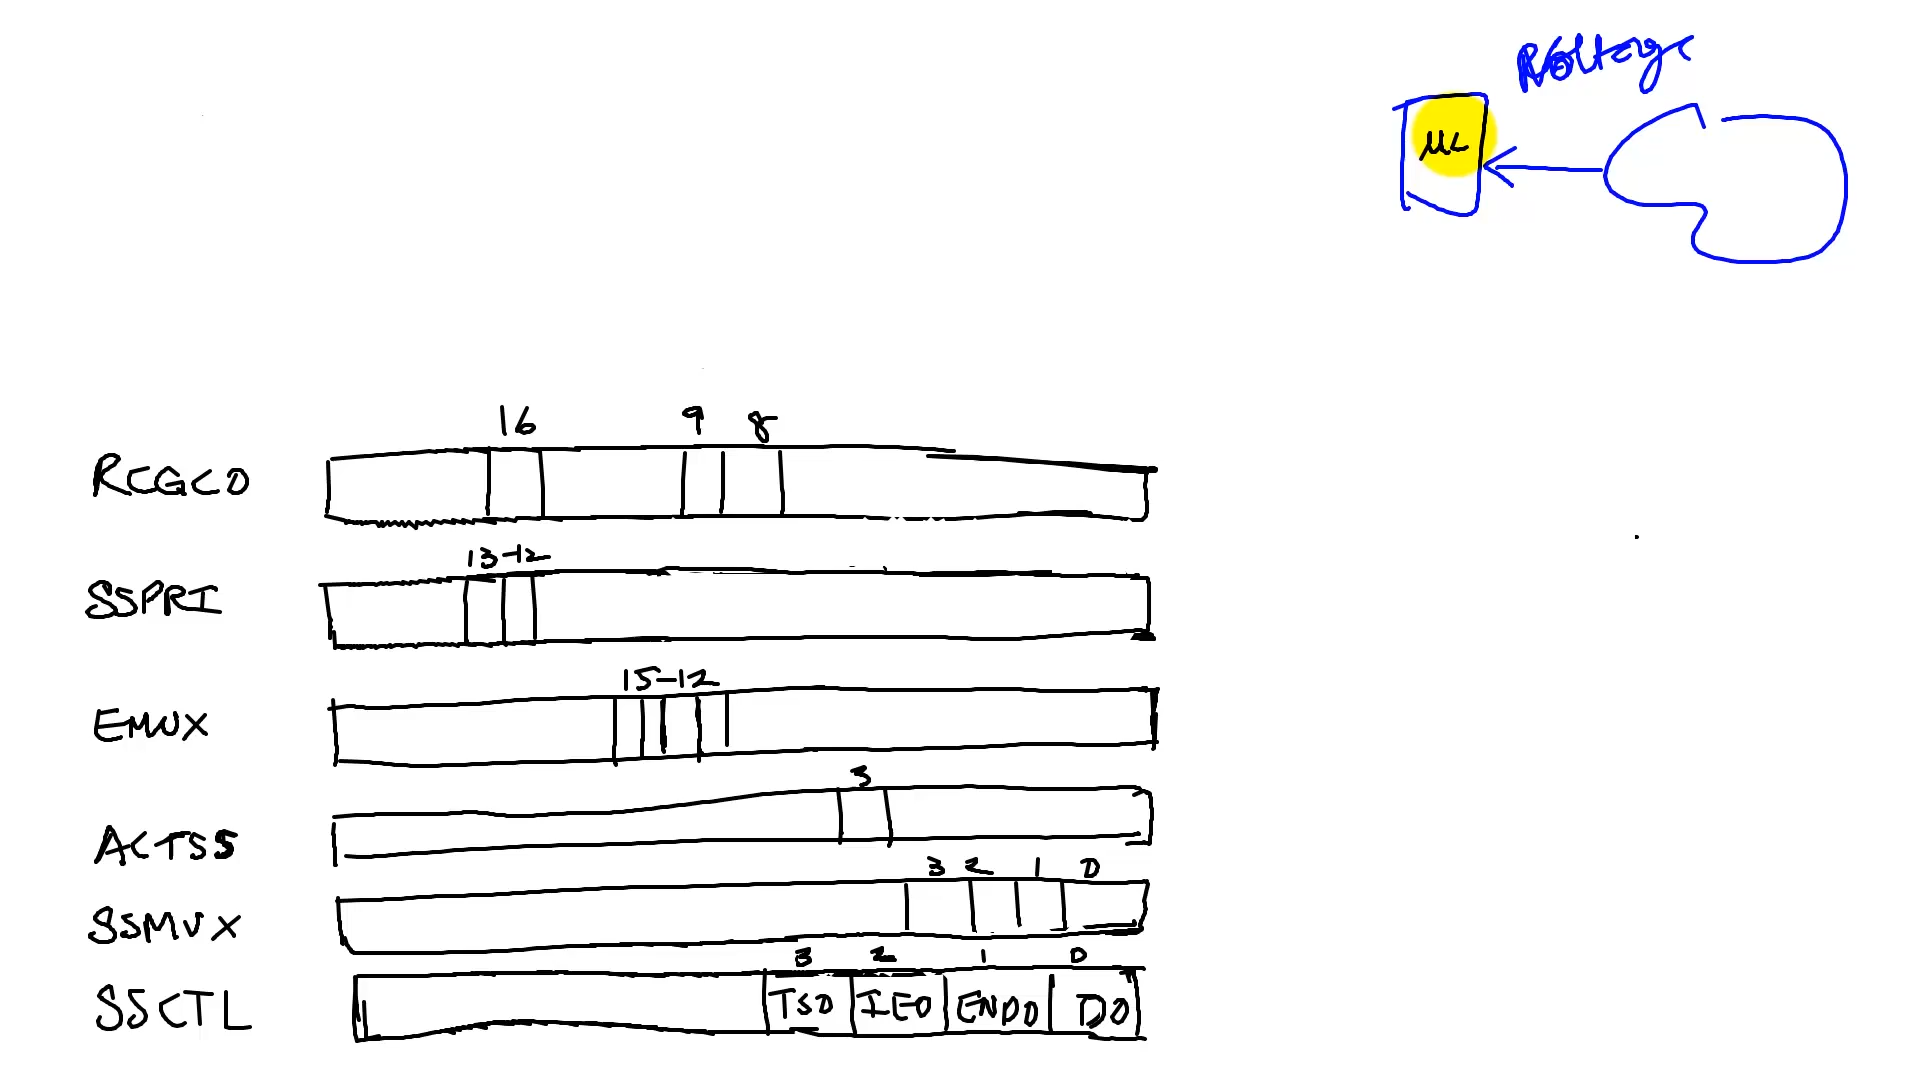 Voltage
μC
16 9 8
RCGC0
13-12
SSPRI
15-12
EMUX
3
ACTSS
3 2 1 0
SSMUX
3 2 1 0
SSCTL TS0 IE0 END0 D0